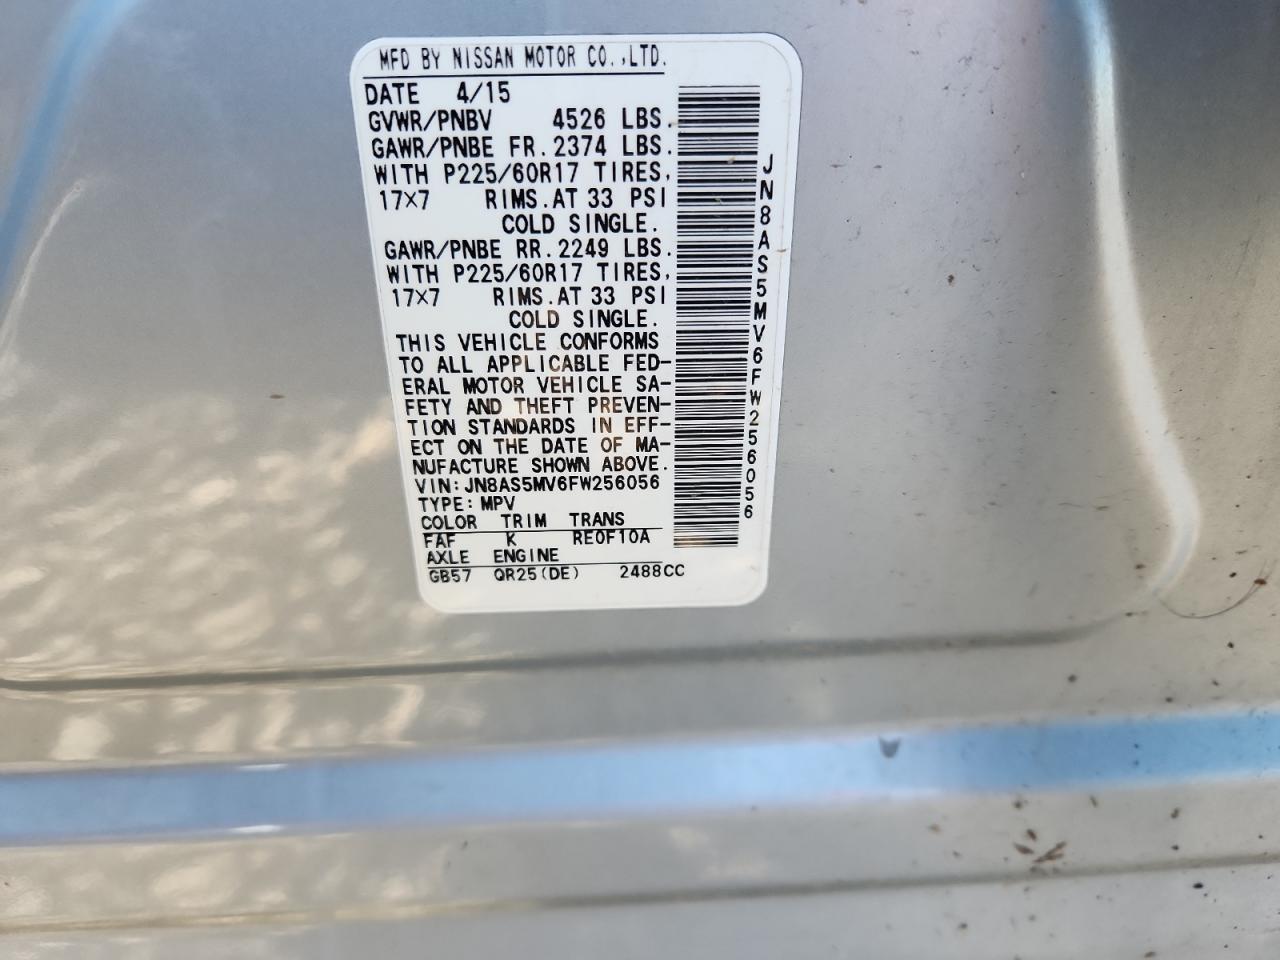 MFD BY NISSAN MOTOR CO.,LTD.
DATE 4/15
GVWR/PNBV 4526 LBS.
GAWR/PNBE FR.2374 LBS.
WITH P225/60R17 TIRES,
17×7 RIMS.AT 33 PSI
COLD SINGLE.
GAWR/PNBE RR.2249 LBS.
WITH P225/60R17 TIRES,
17×7 RIMS.AT 33 PSI
COLD SINGLE.
THIS VEHICLE CONFORMS
TO ALL APPLICABLE FED-
ERAL MOTOR VEHICLE SA-
FETY AND THEFT PREVEN-
TION STANDARDS IN EFF-
ECT ON THE DATE OF MA-
NUFACTURE SHOWN ABOVE.
VIN:JN8AS5MV6FW256056
TYPE:MPV
COLOR TRIM TRANS
FAF K RE0F10A
AXLE ENGINE
GB57 QR25(DE) 2488CC
JN8AS5MV6FW256056